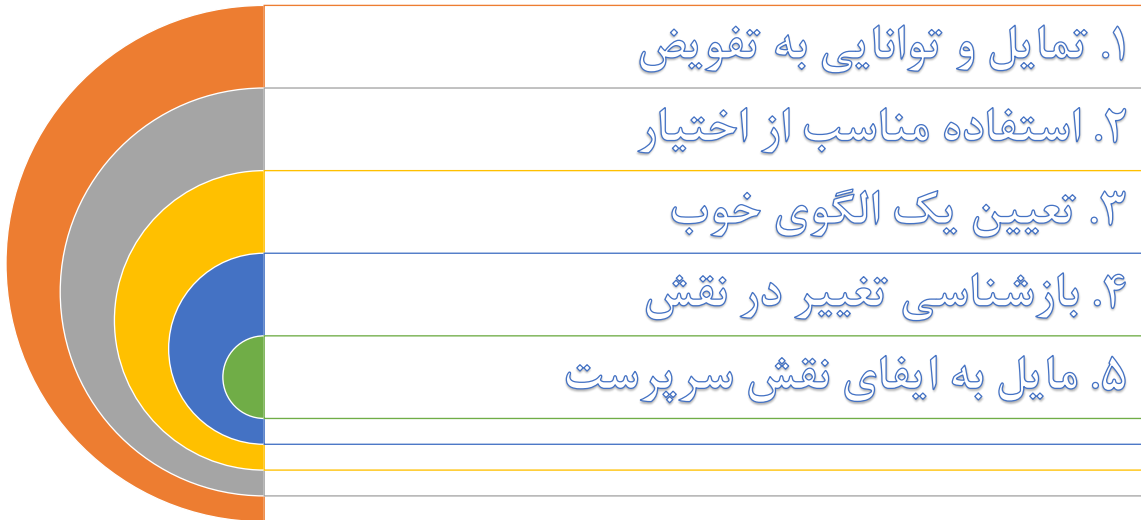 ۱. تمایل و توانایی به تفویض
۲. استفاده مناسب از اختیار
۳. تعیین یک الگوی خوب
۴. بازشناسی تغییر در نقش
۵. مایل به ایفای نقش سرپرست